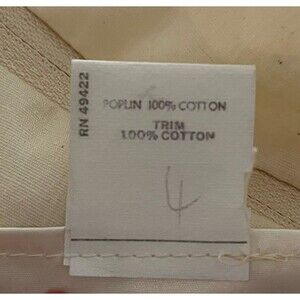 RN 49422
POPLIN 100% COTTON
TRIM
100% COTTON
4